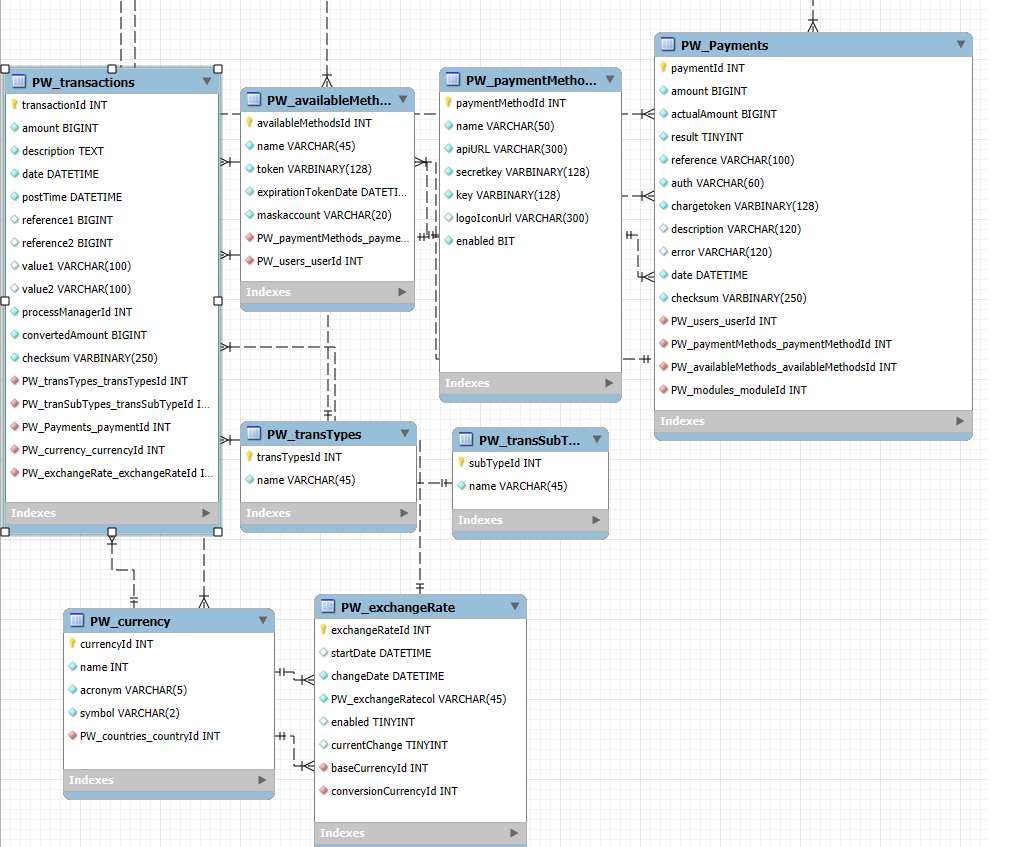 PW_transactions
transactionId INT
amount BIGINT
description TEXT
date DATETIME
postTime DATETIME
reference1 BIGINT
reference2 BIGINT
value1 VARCHAR(100)
value2 VARCHAR(100)
processManagerId INT
convertedAmount BIGINT
checksum VARBINARY(250)
PW_transTypes_transTypesId INT
PW_tranSubTypes_transSubTypeId I...
PW_Payments_paymentId INT
PW_currency_currencyId INT
PW_exchangeRate_exchangeRateId I...
Indexes
PW_availableMeth...
availableMethodsId INT
name VARCHAR(45)
token VARBINARY(128)
expirationTokenDate DATETI...
maskaccount VARCHAR(20)
PW_paymentMethods_payme...
PW_users_userId INT
Indexes
PW_paymentMetho...
paymentMethodId INT
name VARCHAR(50)
apiURL VARCHAR(300)
secretkey VARBINARY(128)
key VARBINARY(128)
logoIconUrl VARCHAR(300)
enabled BIT
Indexes
PW_Payments
paymentId INT
amount BIGINT
actualAmount BIGINT
result TINYINT
reference VARCHAR(100)
auth VARCHAR(60)
chargetoken VARBINARY(128)
description VARCHAR(120)
error VARCHAR(120)
date DATETIME
checksum VARBINARY(250)
PW_users_userId INT
PW_paymentMethods_paymentMethodId INT
PW_availableMethods_availableMethodsId INT
PW_modules_moduleId INT
Indexes
PW_transTypes
transTypesId INT
name VARCHAR(45)
Indexes
PW_transSubT...
subTypeId INT
name VARCHAR(45)
Indexes
PW_currency
currencyId INT
name INT
acronym VARCHAR(5)
symbol VARCHAR(2)
PW_countries_countryId INT
Indexes
PW_exchangeRate
exchangeRateId INT
startDate DATETIME
changeDate DATETIME
PW_exchangeRatecol VARCHAR(45)
enabled TINYINT
currentChange TINYINT
baseCurrencyId INT
conversionCurrencyId INT
Indexes